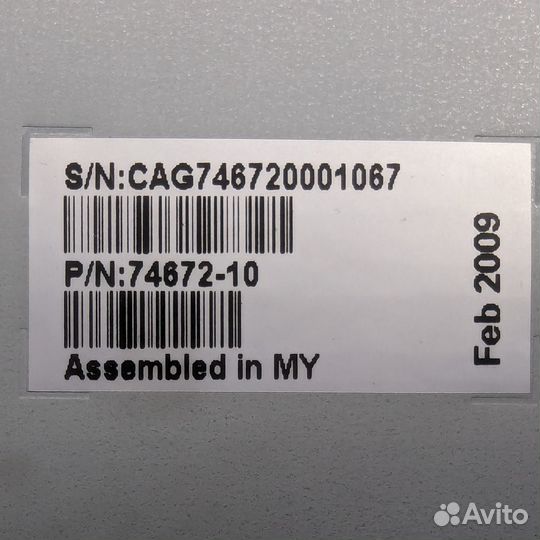 S/N:CAG746720001067
P/N:74672-10
Assembled in MY
Feb 2009
Avito